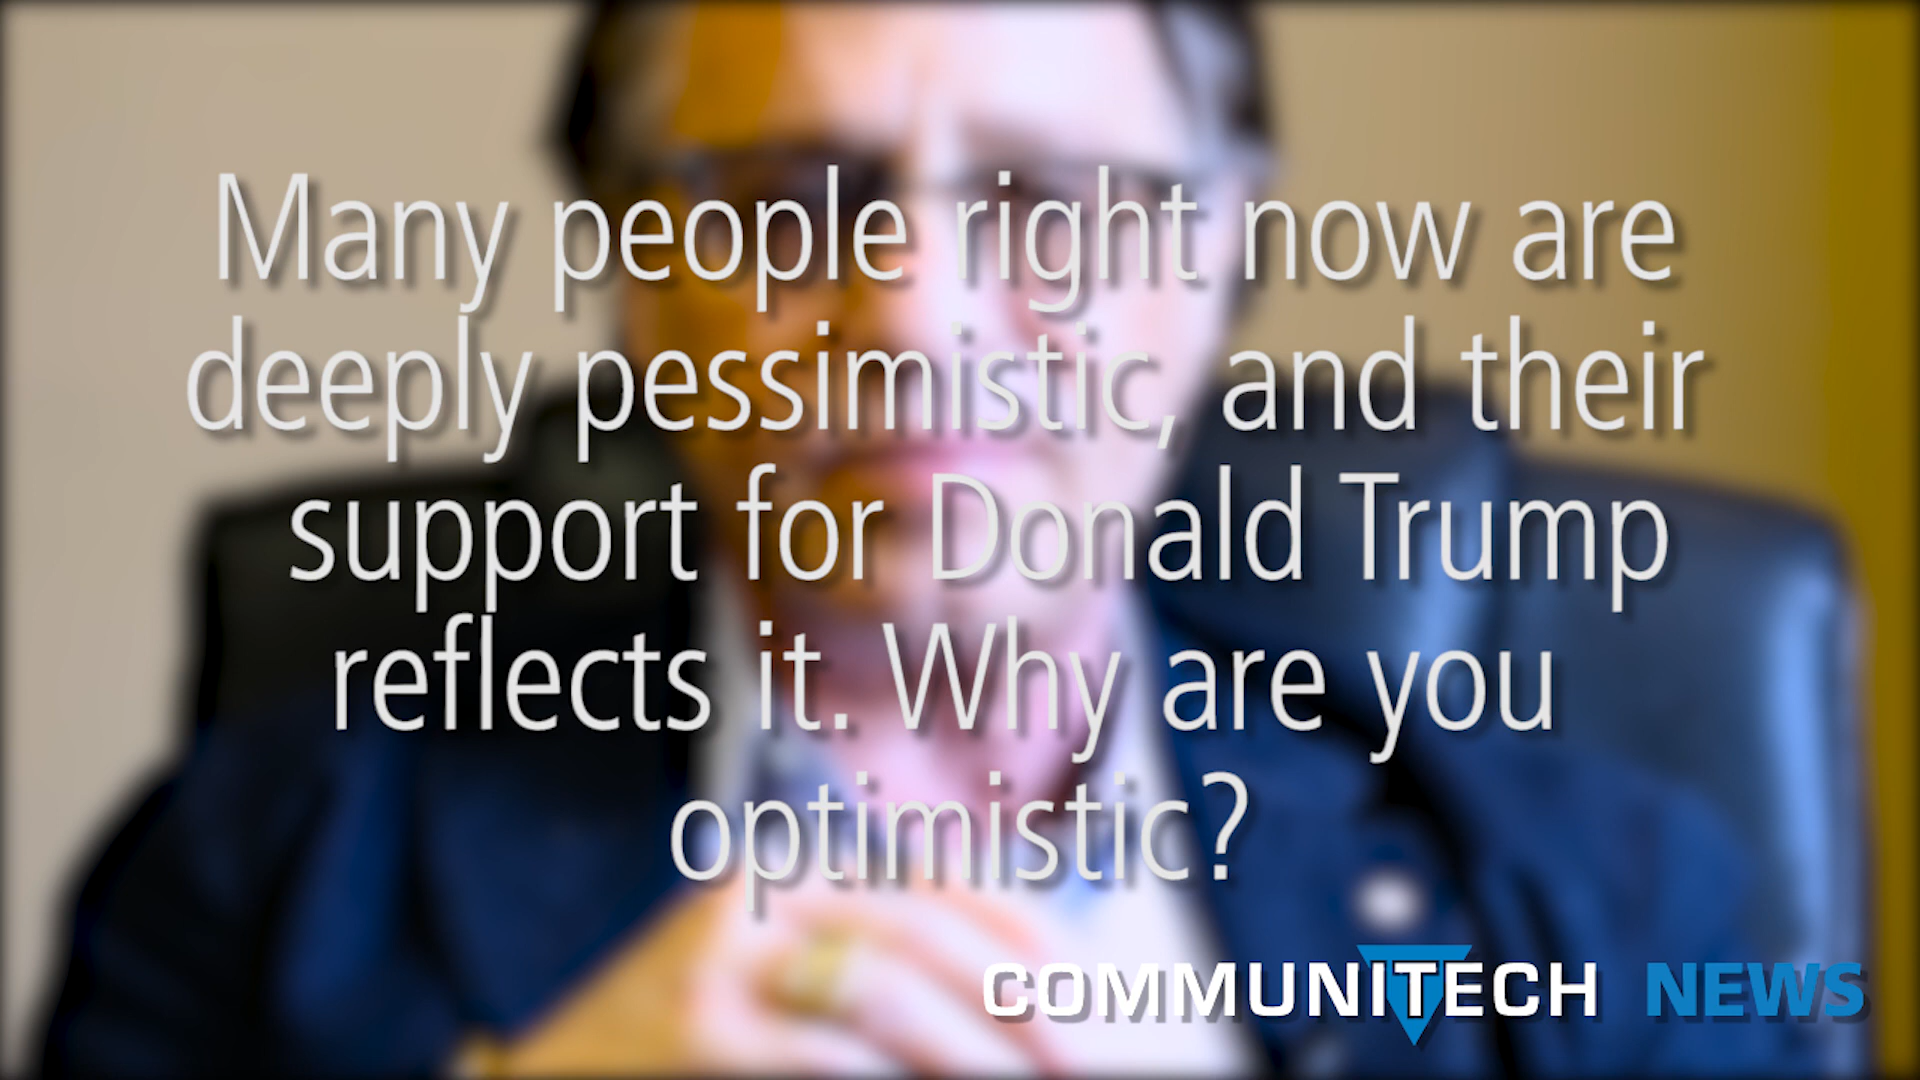 Many people right now are
deeply pessimistic, and their
support for Donald Trump
reflects it. Why are you
optimistic?
COMMUNITECH NEWS